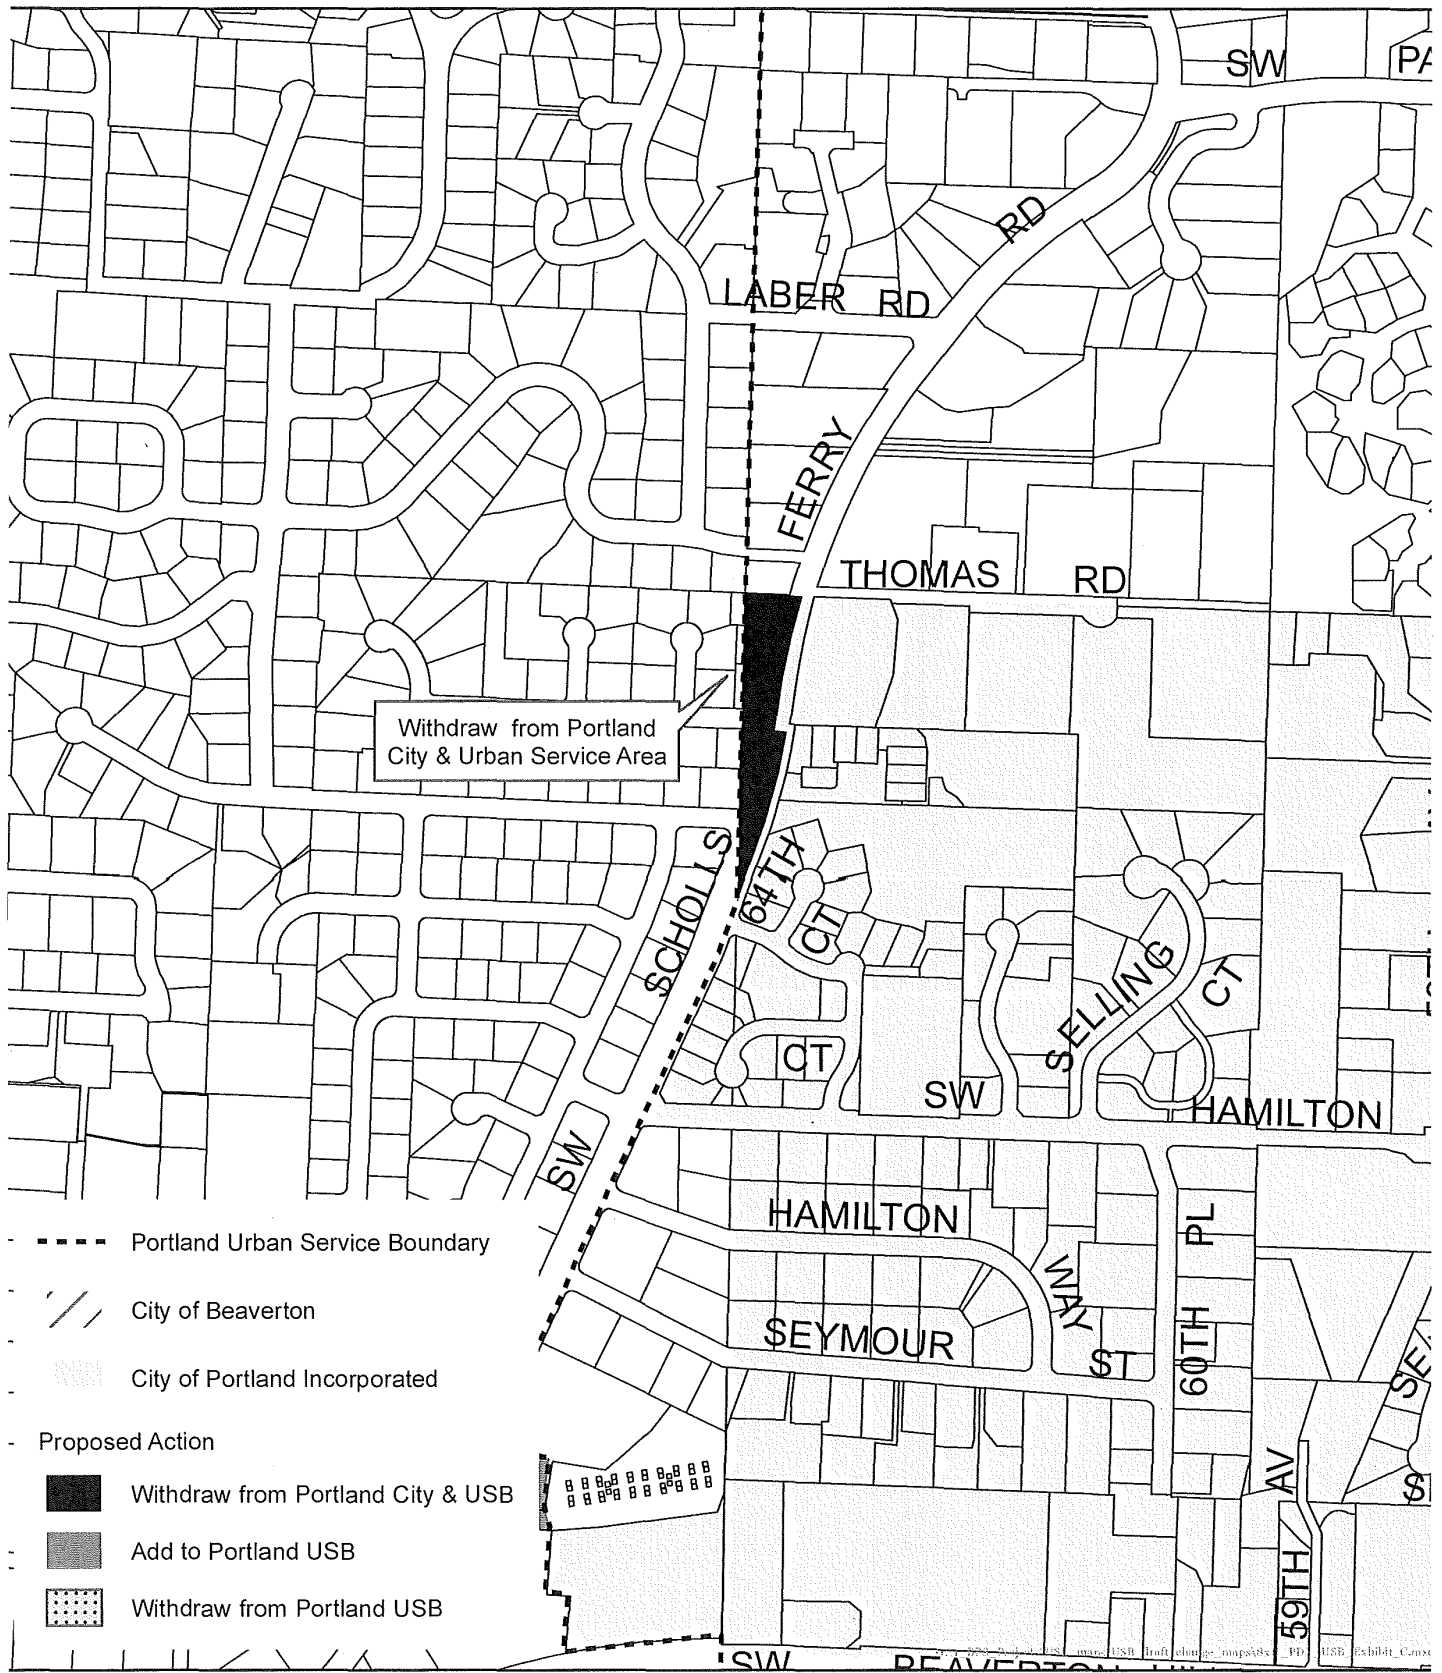 SW
PA
RD
LABER RD
FERRY
THOMAS RD
Withdraw from Portland
City & Urban Service Area
SCHOLLS
64TH
CT
SELLING
CT
CT
SW
HAMILTON
SW
HAMILTON
PL
WAY
SEYMOUR
ST
60TH
SE
AV
S
59TH
Portland Urban Service Boundary
City of Beaverton
City of Portland Incorporated
Proposed Action
Withdraw from Portland City & USB
Add to Portland USB
Withdraw from Portland USB
SW BEAVERTON